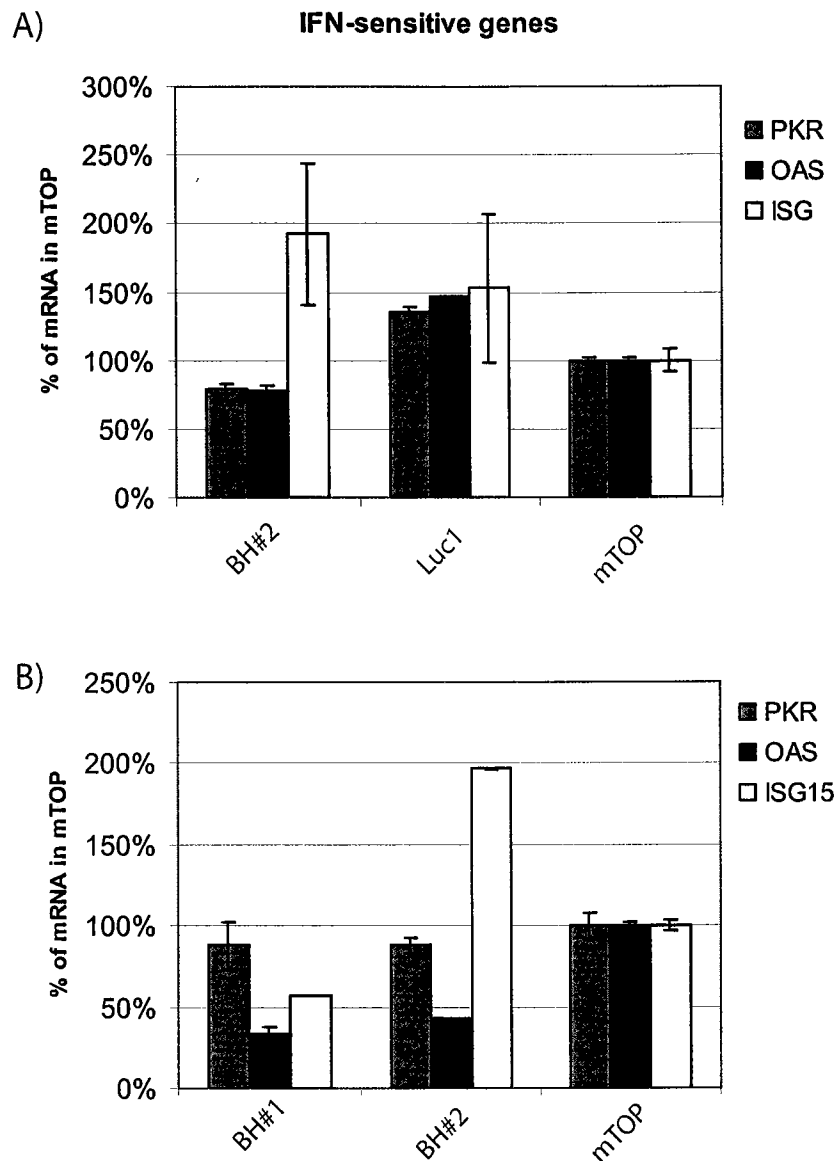 A)
IFN-sensitive genes
% of mRNA in mTOP
300%
250%
200%
150%
100%
50%
0%
PKR
OAS
ISG
BH#2
Luc1
mTOP
B)
% of mRNA in mTOP
250%
200%
150%
100%
50%
0%
PKR
OAS
ISG15
BH#1
BH#2
mTOP